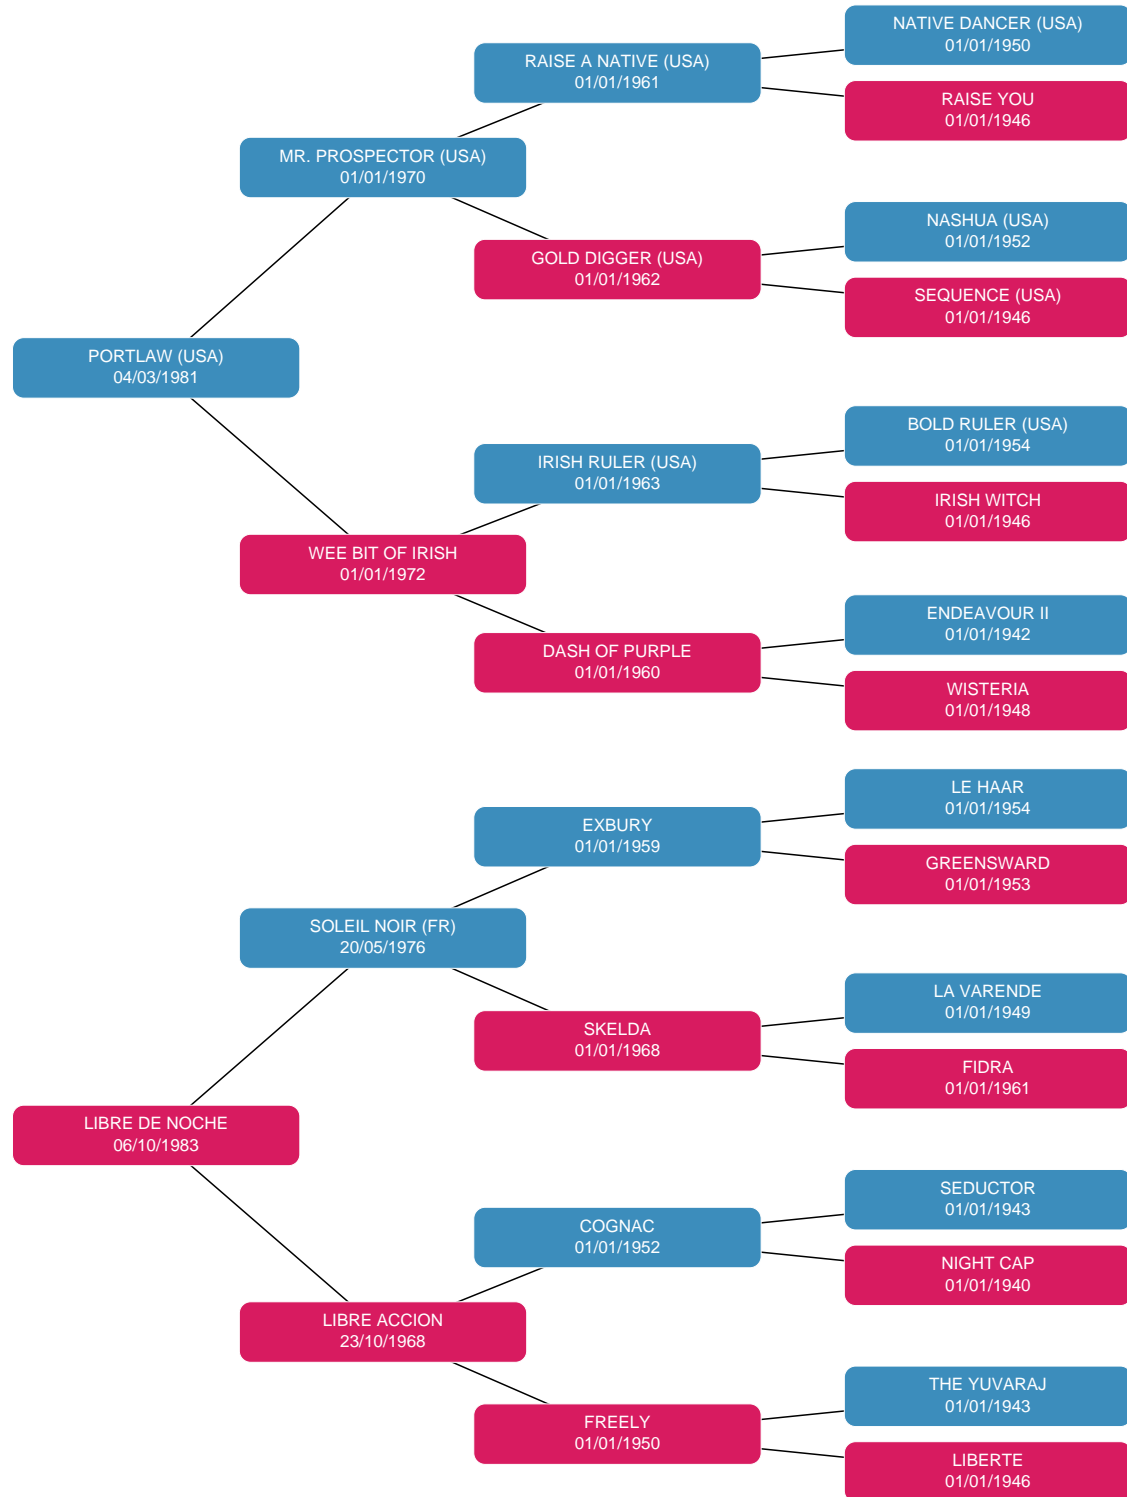 NATIVE DANCER (USA)
01/01/1950
RAISE A NATIVE (USA)
01/01/1961
RAISE YOU
01/01/1946
MR. PROSPECTOR (USA)
01/01/1970
NASHUA (USA)
01/01/1952
GOLD DIGGER (USA)
01/01/1962
SEQUENCE (USA)
01/01/1946
PORTLAW (USA)
04/03/1981
BOLD RULER (USA)
01/01/1954
IRISH RULER (USA)
01/01/1963
IRISH WITCH
01/01/1946
WEE BIT OF IRISH
01/01/1972
ENDEAVOUR II
01/01/1942
DASH OF PURPLE
01/01/1960
WISTERIA
01/01/1948
LE HAAR
01/01/1954
EXBURY
01/01/1959
GREENSWARD
01/01/1953
SOLEIL NOIR (FR)
20/05/1976
LA VARENDE
01/01/1949
SKELDA
01/01/1968
FIDRA
01/01/1961
LIBRE DE NOCHE
06/10/1983
SEDUCTOR
01/01/1943
COGNAC
01/01/1952
NIGHT CAP
01/01/1940
LIBRE ACCION
23/10/1968
THE YUVARAJ
01/01/1943
FREELY
01/01/1950
LIBERTE
01/01/1946